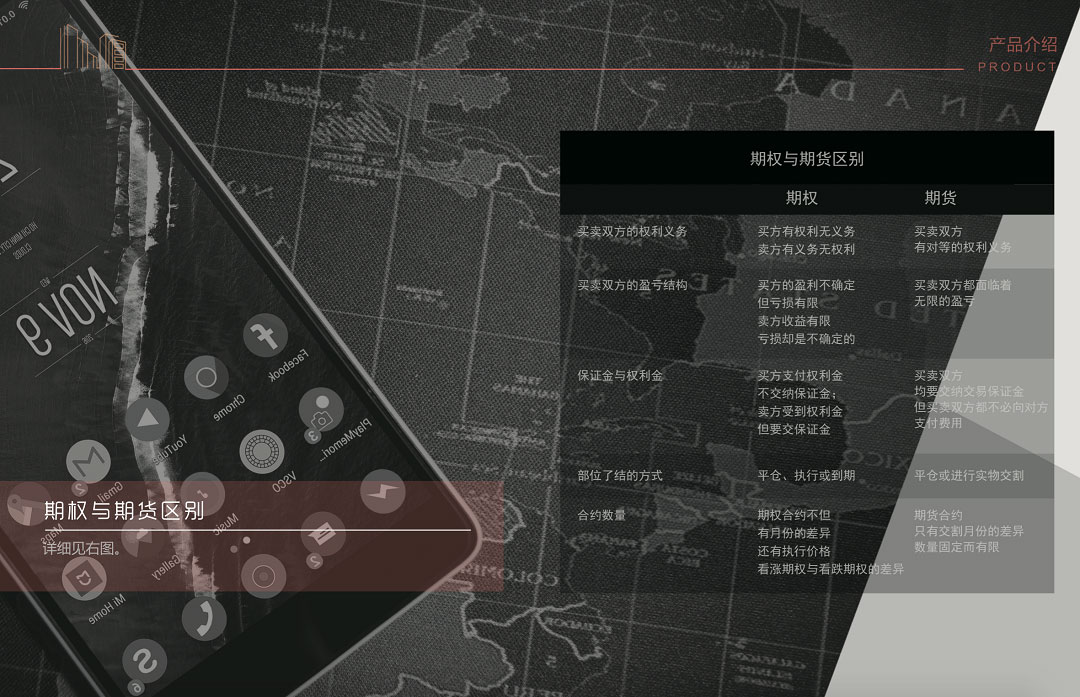 产品介绍
PRODUCT
期权与期货区别
期权 期货
买卖双方的权利义务 买方有权利无义务 买卖双方
卖方有义务无权利 有对等的权利义务
买卖双方的盈亏结构 买方的盈利不确定 买卖双方都面临着
但亏损有限 无限的盈亏
卖方收益有限
亏损却是不确定的
保证金与权利金 买方支付权利金 买卖双方
不交纳保证金； 均要交纳交易保证金
卖方受到权利金 但买卖双方都不必向对方
但要交保证金 支付费用
部位了结的方式 平仓、执行或到期 平仓或进行实物交割
合约数量 期权合约不但 期货合约
有月份的差异 只有交割月份的差异
还有执行价格 数量固定而有限
看涨期权与看跌期权的差异
期权与期货区别
详细见右图。
NOV 9
Facebook
Chrome
PlayMemori...
YouTube
VSCO
Gmail
Music
Maps
Gallery
Mi Home
CANADA
COLOMBIA
ECUADOR
PERU
MEXICO
COSTA
RICA
Dallas